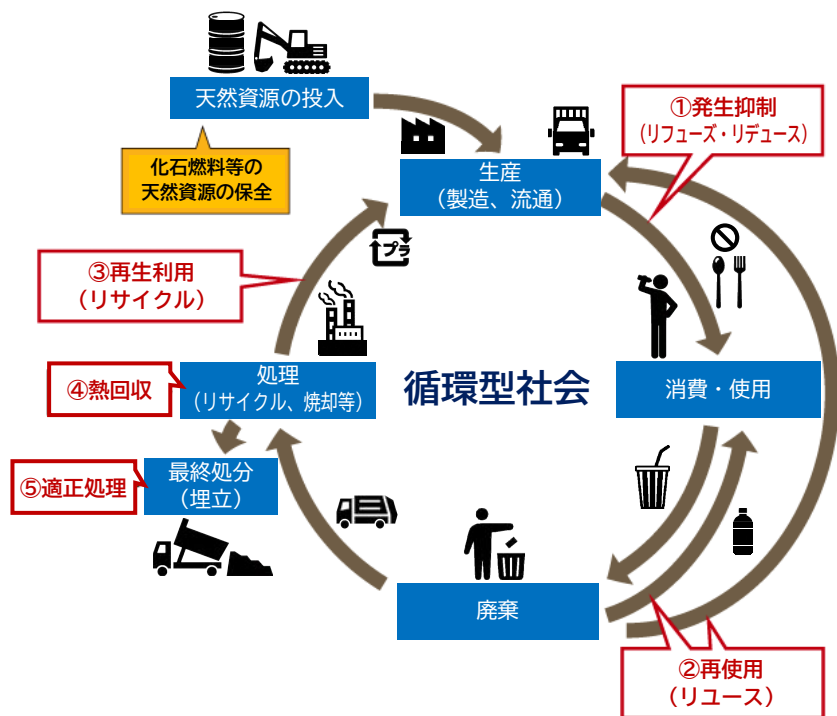 天然資源の投入
化石燃料等の
天然資源の保全
①発生抑制
(リフューズ・リデュース)
生産
(製造、流通)
プラ
③再生利用
(リサイクル)
④熱回収
処理
(リサイクル、焼却等)
循環型社会
消費・使用
⑤適正処理
最終処分
(埋立)
廃棄
②再使用
(リユース)